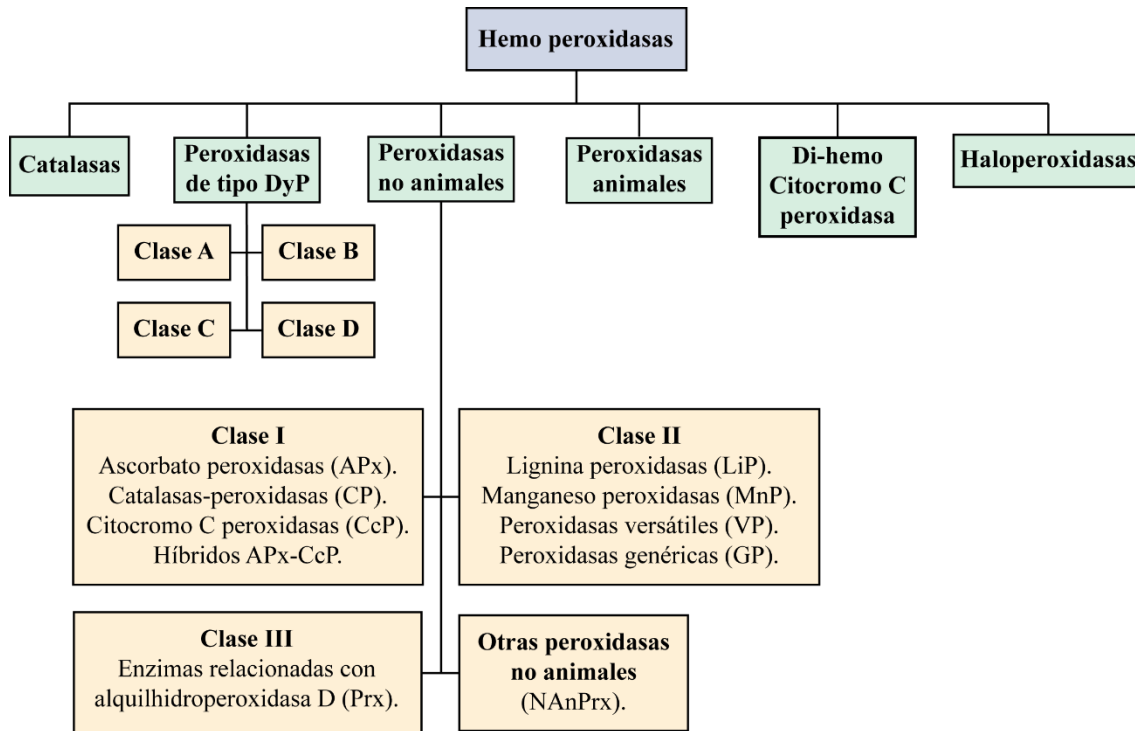 Hemo peroxidasas
Catalasas
Peroxidasas
de tipo DyP
Peroxidasas
no animales
Peroxidasas
animales
Di-hemo
Citocromo C
peroxidasa
Haloperoxidasas
Clase A
Clase B
Clase C
Clase D
Clase I
Ascorbato peroxidasas (APx).
Catalasas-peroxidasas (CP).
Citocromo C peroxidasas (CcP).
Híbridos APx-CcP.
Clase II
Lignina peroxidasas (LiP).
Manganeso peroxidasas (MnP).
Peroxidasas versátiles (VP).
Peroxidasas genéricas (GP).
Clase III
Enzimas relacionadas con
alquilhidroperoxidasa D (Prx).
Otras peroxidasas
no animales
(NAnPrx).